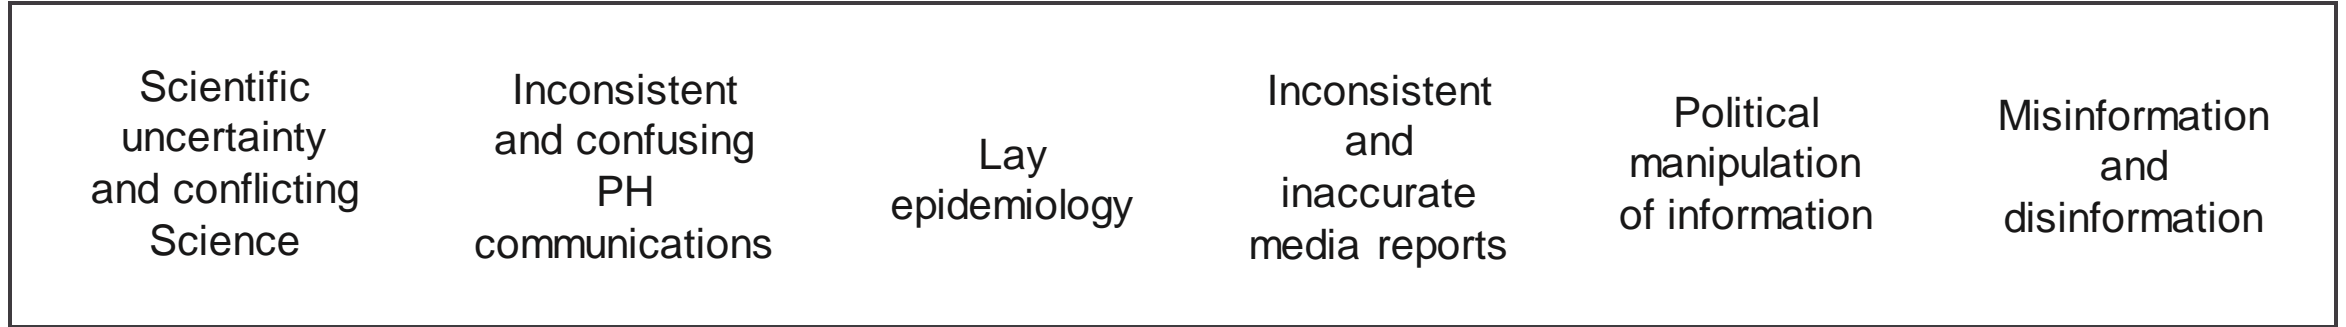 Scientific
uncertainty
and conflicting
Science
Inconsistent
and confusing
PH
communications
Lay
epidemiology
Inconsistent
and
inaccurate
media reports
Political
manipulation
of information
Misinformation
and
disinformation